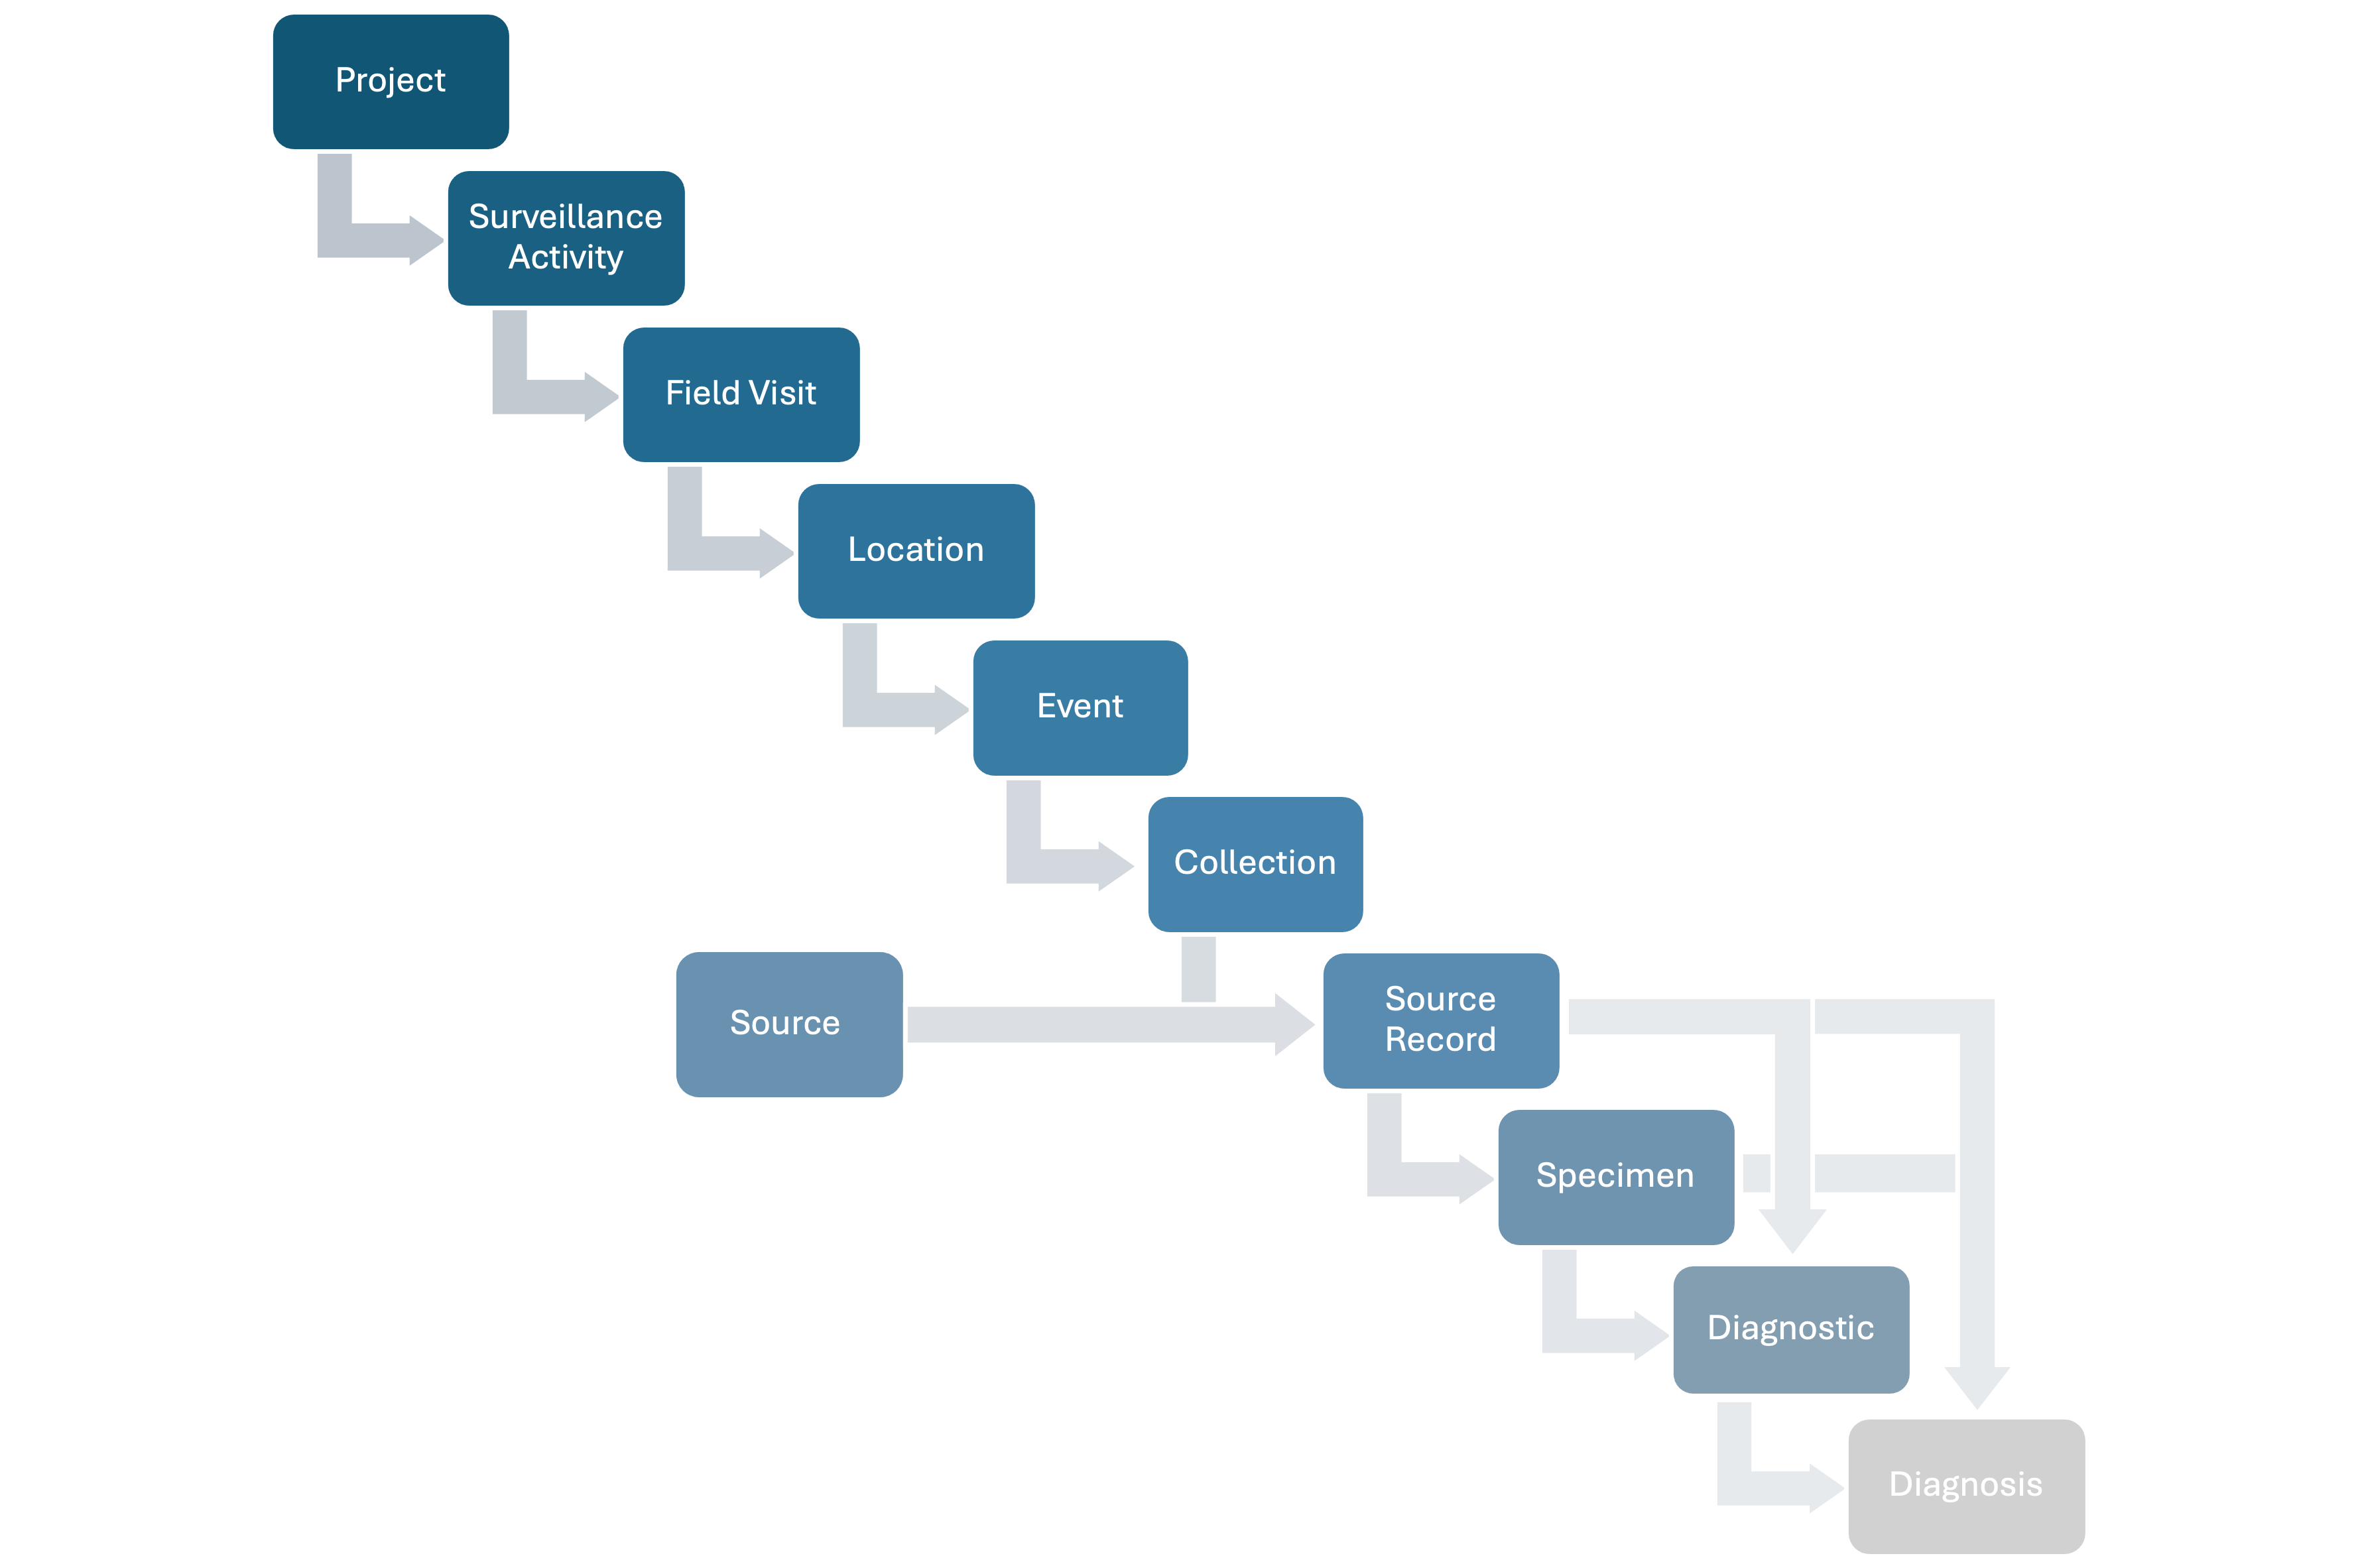 Project
Surveillance
Activity
Field Visit
Location
Event
Collection
Source
Source
Record
Specimen
Diagnostic
Diagnosis